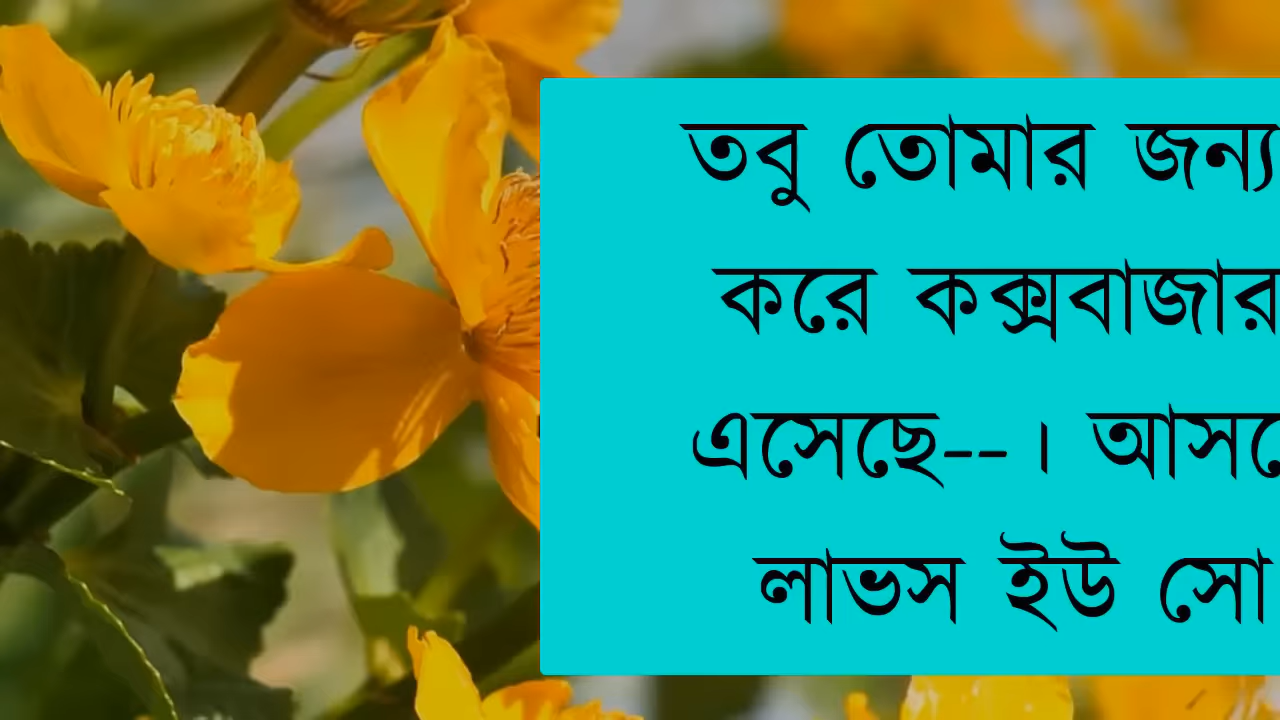 তবু তোমার জন্য
করে কক্সবাজার
এসেছে--। আসলে
লাভস ইউ সো